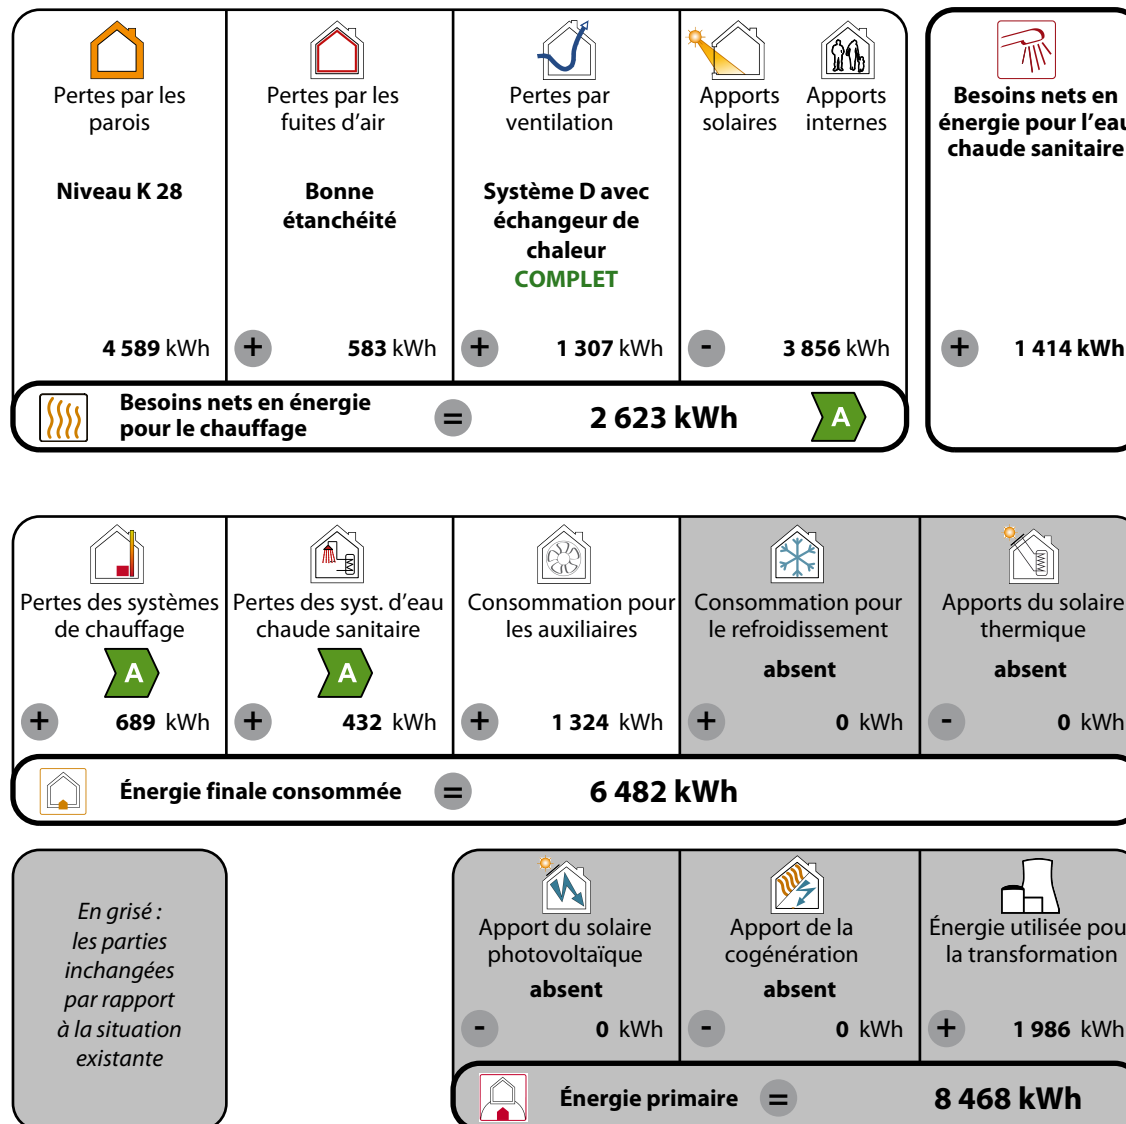 Pertes par les
parois
Niveau K 28
4 589 kWh
Pertes par les
fuites d'air
Bonne
étanchéité
+ 583 kWh
Pertes par
ventilation
Système D avec
échangeur de
chaleur
COMPLET
+ 1 307 kWh
Apports
solaires
Apports
internes
- 3 856 kWh
Besoins nets en énergie
pour le chauffage
= 2 623 kWh A
Besoins nets en
énergie pour l'eau
chaude sanitaire
+ 1 414 kWh
Pertes des systèmes
de chauffage
A
+ 689 kWh
Pertes des syst. d'eau
chaude sanitaire
A
+ 432 kWh
Consommation pour
les auxiliaires
+ 1 324 kWh
Consommation pour
le refroidissement
absent
+ 0 kWh
Apports du solaire
thermique
absent
- 0 kWh
Énergie finale consommée = 6 482 kWh
En grisé :
les parties
inchangées
par rapport
à la situation
existante
Apport du solaire
photovoltaïque
absent
- 0 kWh
Apport de la
cogénération
absent
- 0 kWh
Énergie utilisée pou
la transformation
+ 1 986 kWh
Énergie primaire = 8 468 kWh